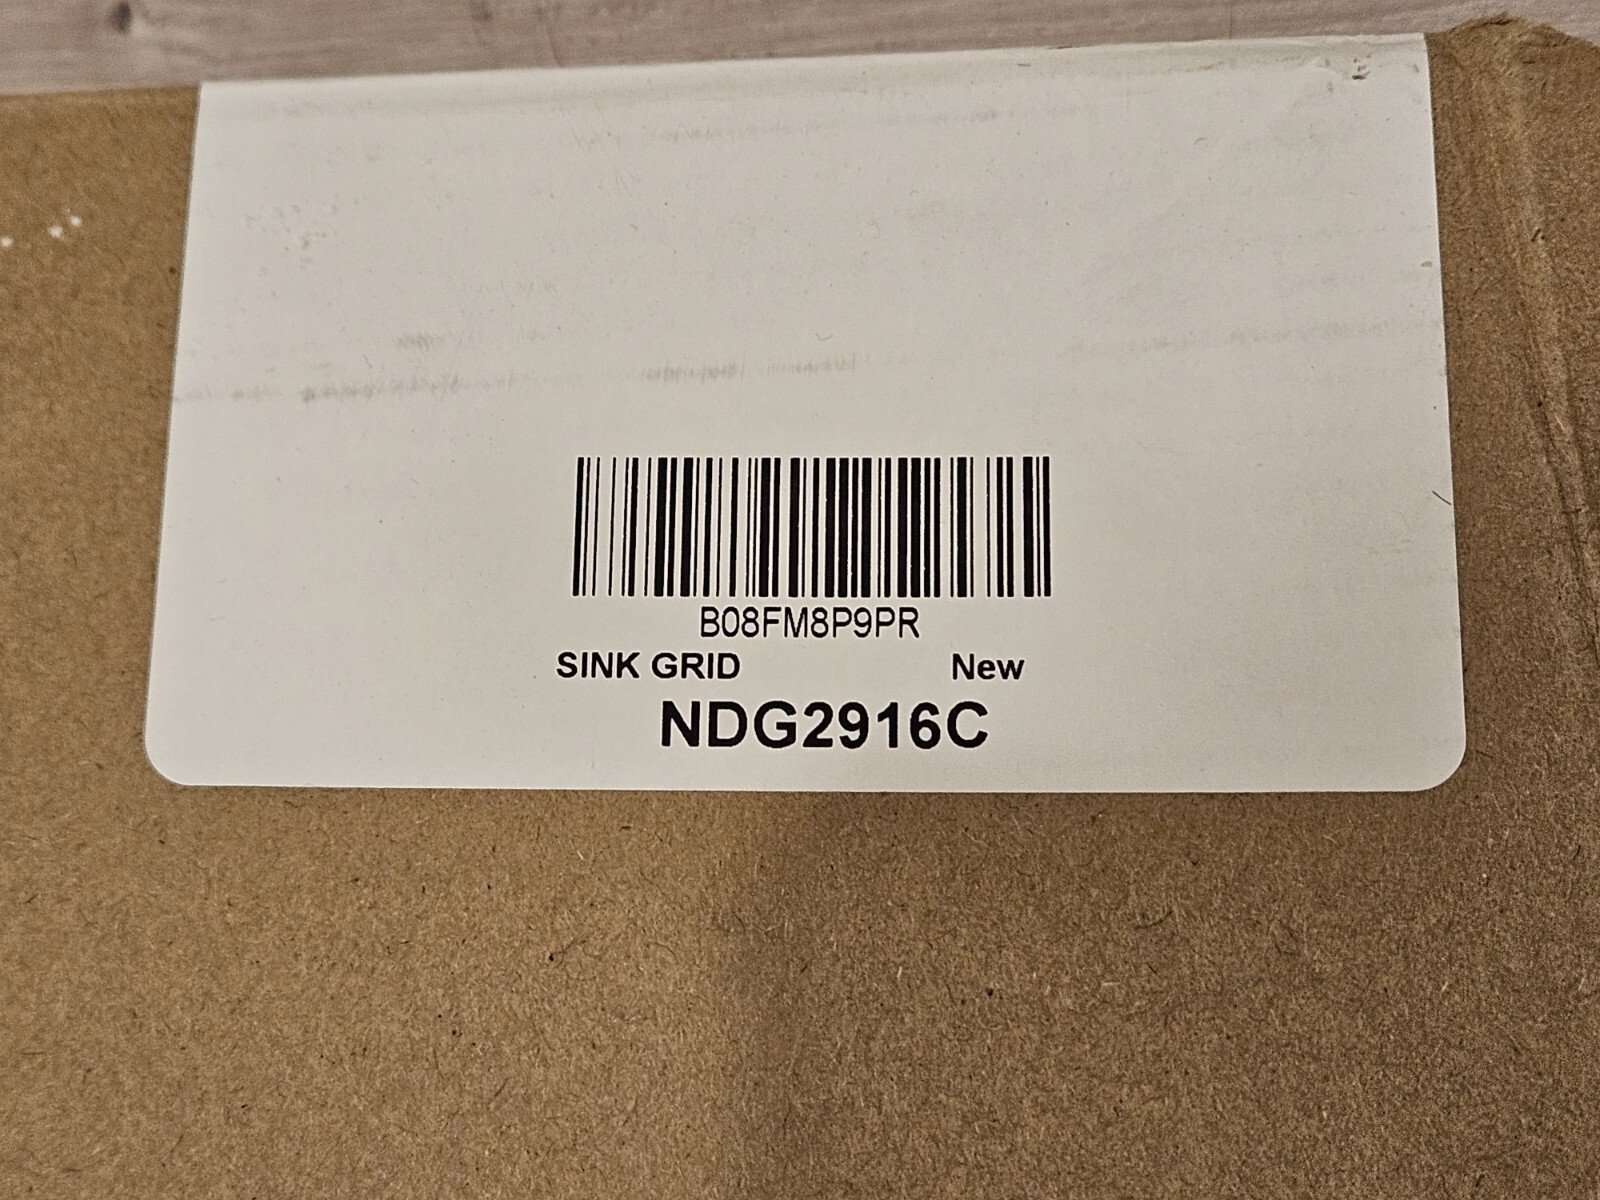 B08FM8P9PR
SINK GRID New
NDG2916C